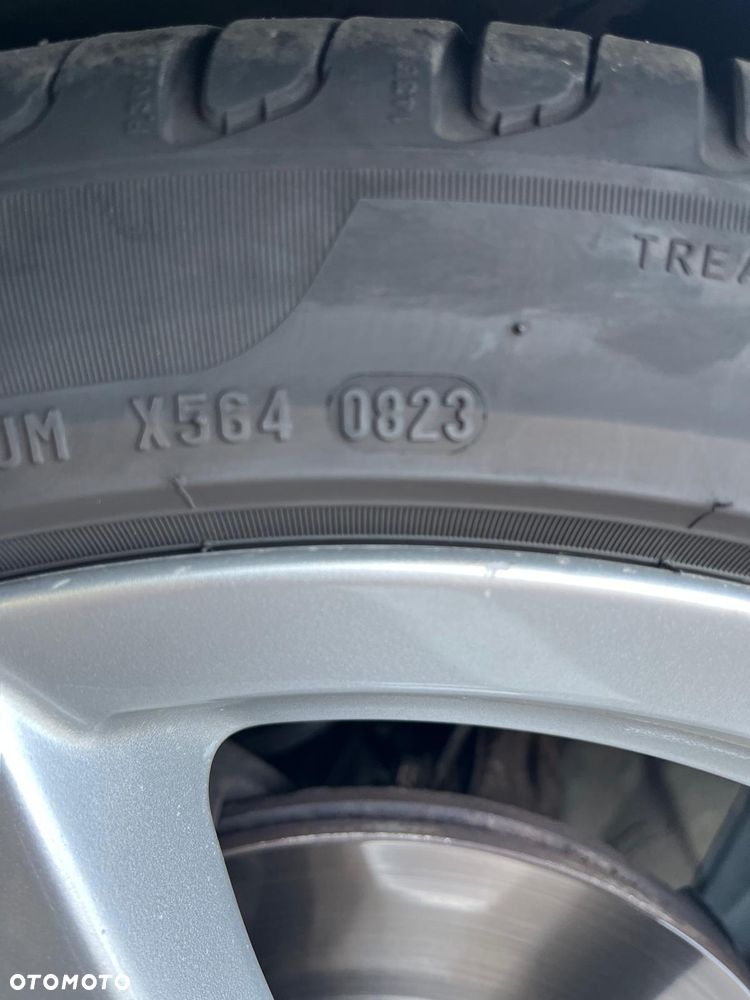 TREA
UM X564 0823
OTOMOTO